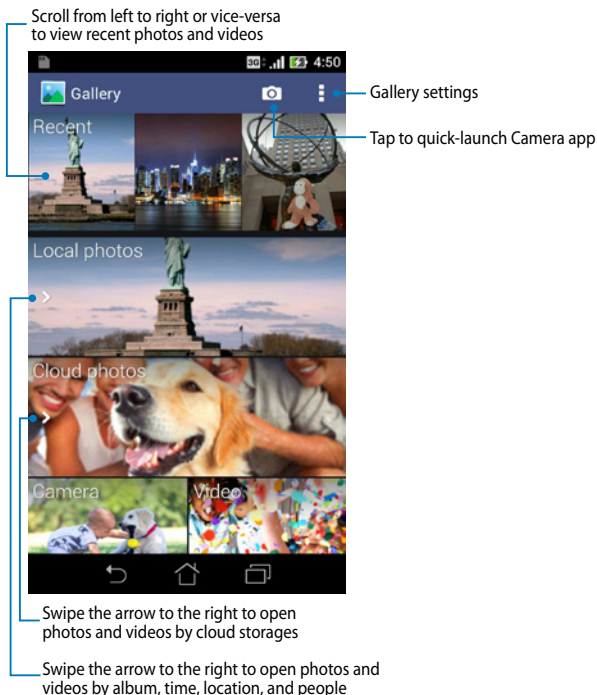 Scroll from left to right or vice-versa
to view recent photos and videos
3G 4:50
Gallery
Gallery settings
Tap to quick-launch Camera app
Recent
Local photos
Cloud photos
Camera
Video
Swipe the arrow to the right to open
photos and videos by cloud storages
Swipe the arrow to the right to open photos and
videos by album, time, location, and people